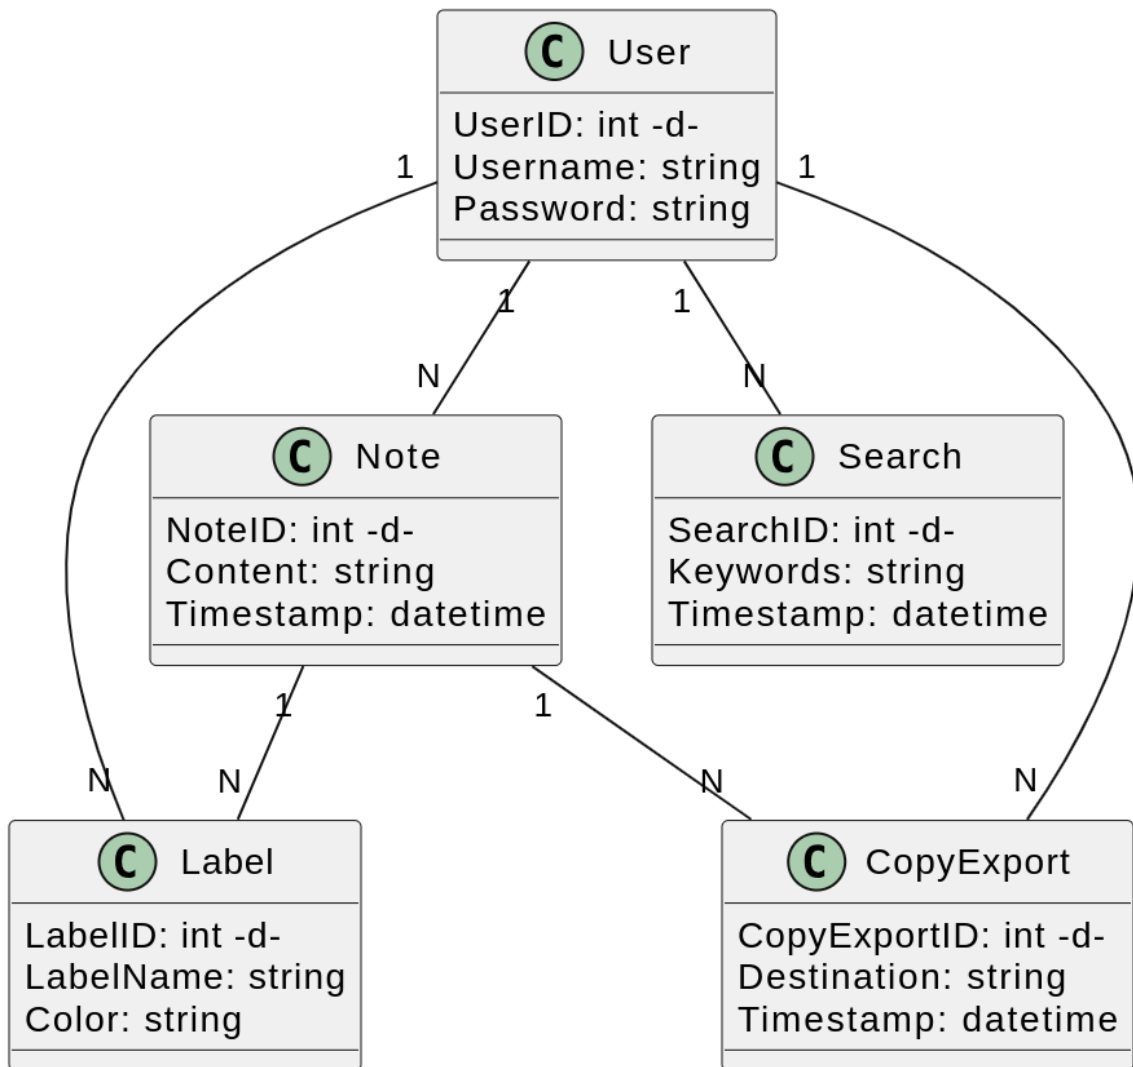 C User
UserID: int -d-
Username: string
Password: string
1
1
1
1
N
N
C Note
NoteID: int -d-
Content: string
Timestamp: datetime
C Search
SearchID: int -d-
Keywords: string
Timestamp: datetime
1
1
N
N
N
N
C Label
LabelID: int -d-
LabelName: string
Color: string
C CopyExport
CopyExportID: int -d-
Destination: string
Timestamp: datetime